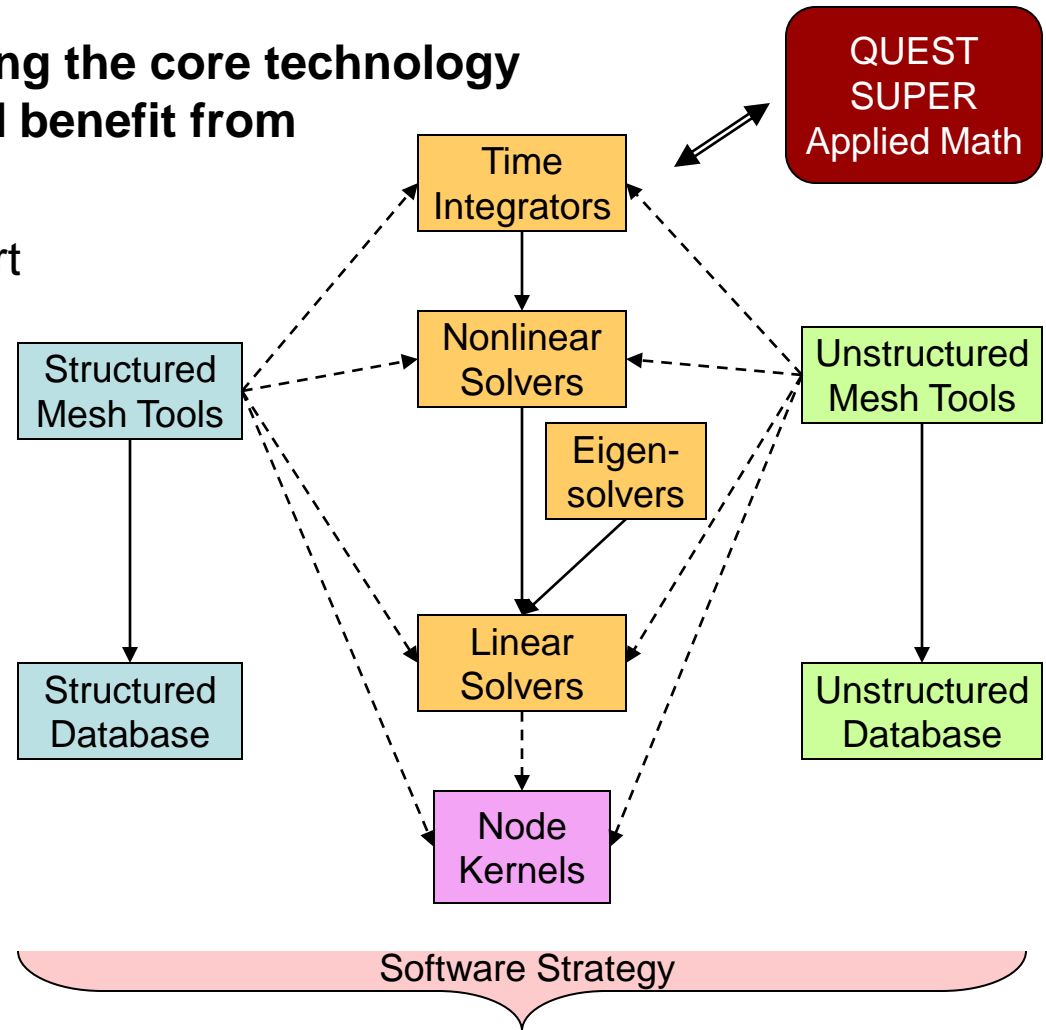 ng the core technology
benefit from
rt
QUEST
SUPER
Applied Math
Time
Integrators
Nonlinear
Solvers
Structured
Mesh Tools
Unstructured
Mesh Tools
Eigen-
solvers
Linear
Solvers
Structured
Database
Unstructured
Database
Node
Kernels
Software Strategy